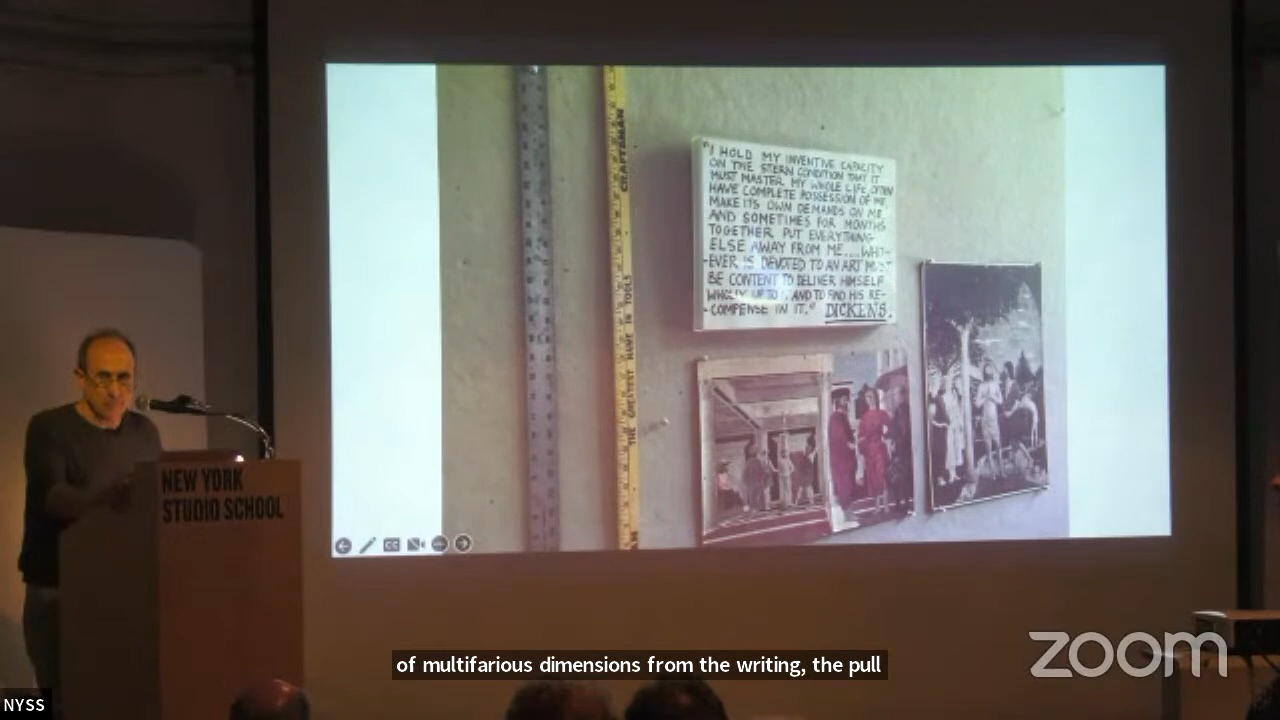 "I HOLD MY INVENTIVE CAPACITY
ON THE STERN CONDITION THAT IT
MUST MASTER MY WHOLE LIFE, OFTEN
HAVE COMPLETE POSSESSION OF ME,
MAKE ITS OWN DEMANDS ON ME,
AND SOMETIMES FOR MONTHS
TOGETHER PUT EVERYTHING
ELSE AWAY FROM ME.... WHO-
-EVER IS DEVOTED TO AN ART MUST
BE CONTENT TO DELIVER HIMSELF
WHOLLY UP TO IT, AND TO FIND HIS RE-
-COMPENSE IN IT." DICKENS.
CRAFTSMAN
THE GREATEST NAME IN TOOLS
NEW YORK
STUDIO SCHOOL
CC
of multifarious dimensions from the writing, the pull
zoom
NYSS